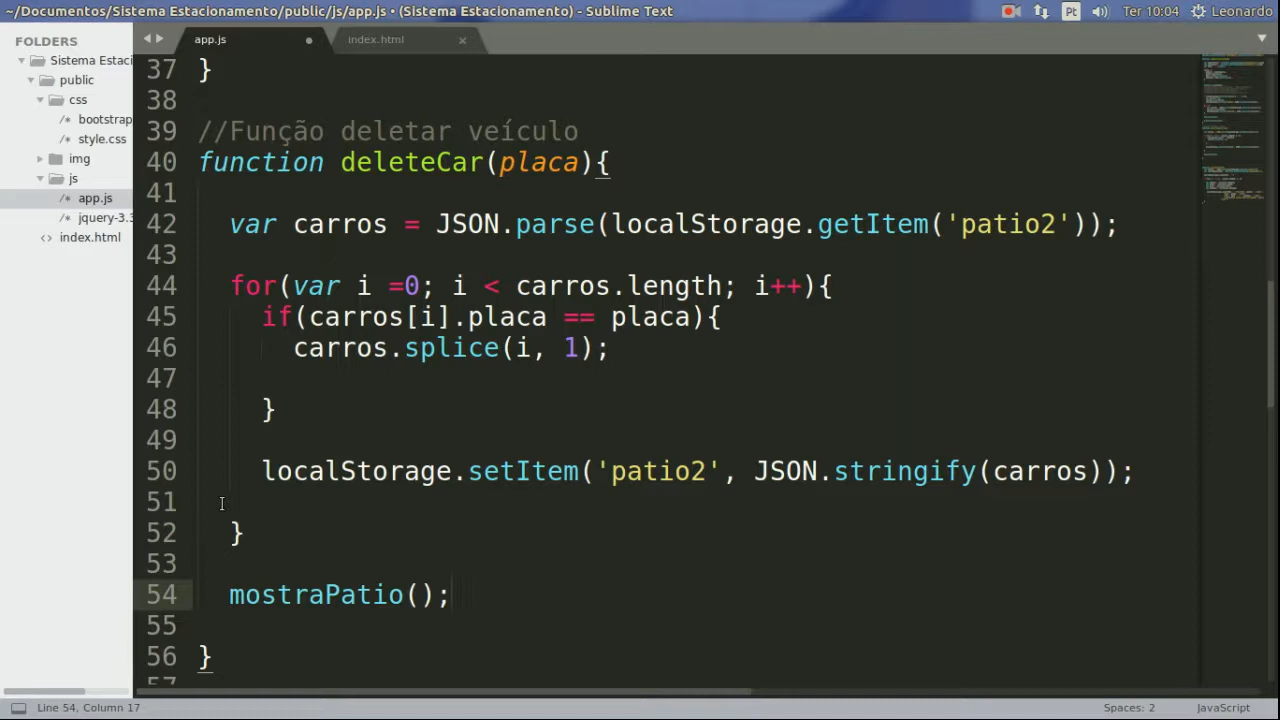 ~/Documentos/Sistema Estacionamento/public/js/app.js • (Sistema Estacionamento) - Sublime Text
Pt
Ter 10:04
Leonardo
FOLDERS
Sistema Estaci
public
css
bootstrap
style.css
img
js
app.js
jquery-3.3
index.html
app.js
index.html
37 }
38
39 //Função deletar veiculo
40 function deleteCar(placa){
41
42 var carros = JSON.parse(localStorage.getItem('patio2'));
43
44 for(var i =0; i < carros.length; i++){
45 if(carros[i].placa == placa){
46 carros.splice(i, 1);
47
48 }
49
50 localStorage.setItem('patio2', JSON.stringify(carros));
51
52 }
53
54 mostraPatio();
55
56 }
57
Line 54, Column 17
Spaces: 2
JavaScript